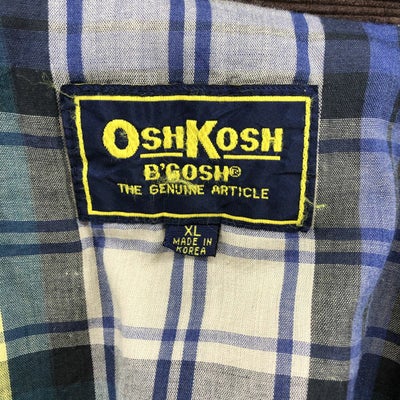 OSHKOSH
B'GOSH®
THE GENUINE ARTICLE
XL
MADE IN
KOREA